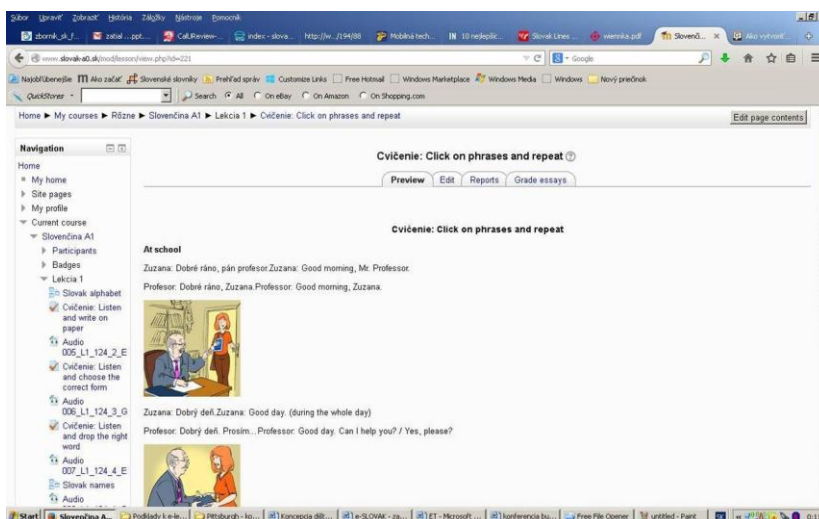 Súbor Upraviť Zobraziť História Záložky Nástroje Pomocník
zbornik_sk_f... zatial ...ppt.... CALIReview-... index - slova... http://w.../194/88 Mobilná tech... IN 10 nejlepšíc... Slovak Lines ... wiennka.pdf Slovenči... × Ako vytvoriť...
www.slovak-a0.sk/mod/lesson/view.php?id=221 Google
Najobľúbenejšie Ako začať Slovenské slovníky Prehľad správ Customize Links Free Hotmail Windows Marketplace Windows Media Windows Nový priečinok
QuickStores Search All On eBay On Amazon On Shopping.com
Home ► My courses ► Rôzne ► Slovenčina A1 ► Lekcia 1 ► Cvičenie: Click on phrases and repeat
Edit page contents
Navigation
Home
My home
Site pages
My profile
Current course
Slovenčina A1
Participants
Badges
Lekcia 1
Slovak alphabet
Cvičenie: Listen
and write on
paper
Audio
005_L1_124_2_E
Cvičenie: Listen
and choose the
correct form
Audio
006_L1_124_3_G
Cvičenie: Listen
and drop the right
word
Audio
007_L1_124_4_E
Slovak names
Audio
Cvičenie: Click on phrases and repeat
Preview Edit Reports Grade essays
Cvičenie: Click on phrases and repeat
At school
Zuzana: Dobré ráno, pán profesor.Zuzana: Good morning, Mr. Professor.
Profesor: Dobré ráno, Zuzana.Professor: Good morning, Zuzana.
Zuzana: Dobrý deň.Zuzana: Good day. (during the whole day)
Profesor: Dobrý deň. Prosím...Professor: Good day. Can I help you? / Yes, please?
Start Slovenčina A... Podklady k e-le... Pittsburgh - ko... Koncepcia dišt... e-SLOVAK - za... ET - Microsoft ... konferencia bu... Free File Opener untitled - Paint